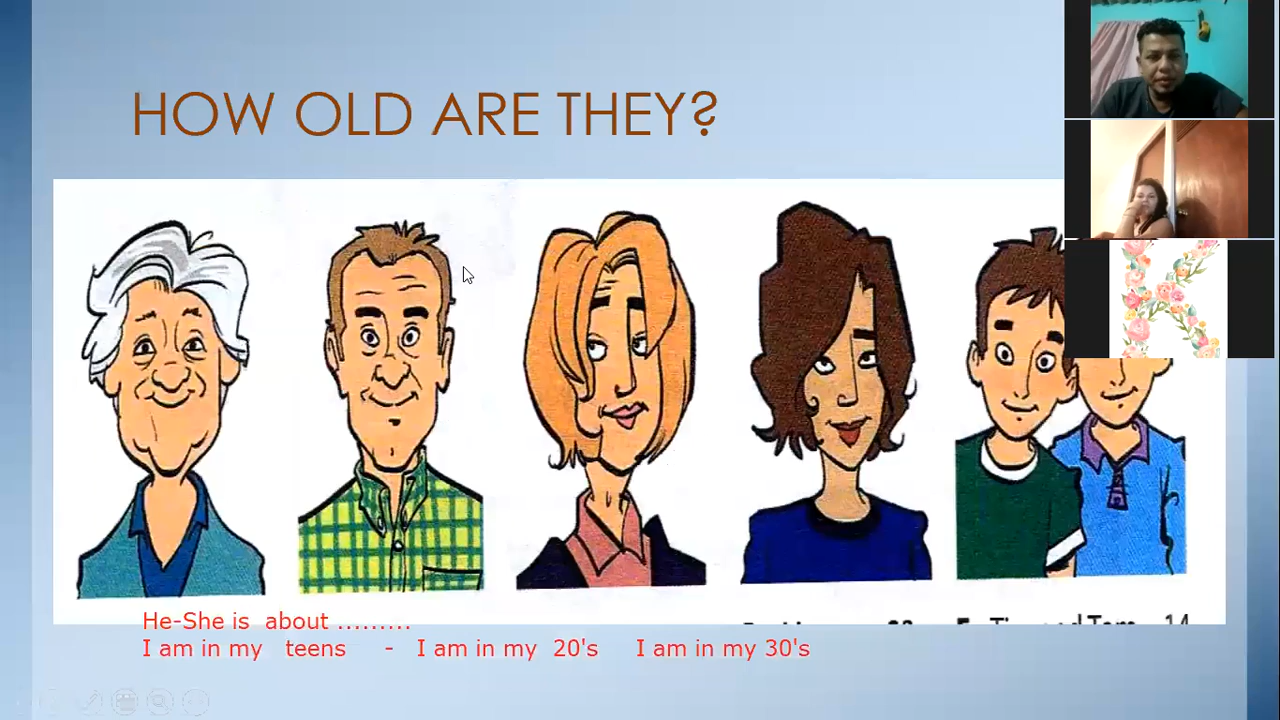 HOW OLD ARE THEY?
He-She is about .........
I am in my teens - I am in my 20's I am in my 30's